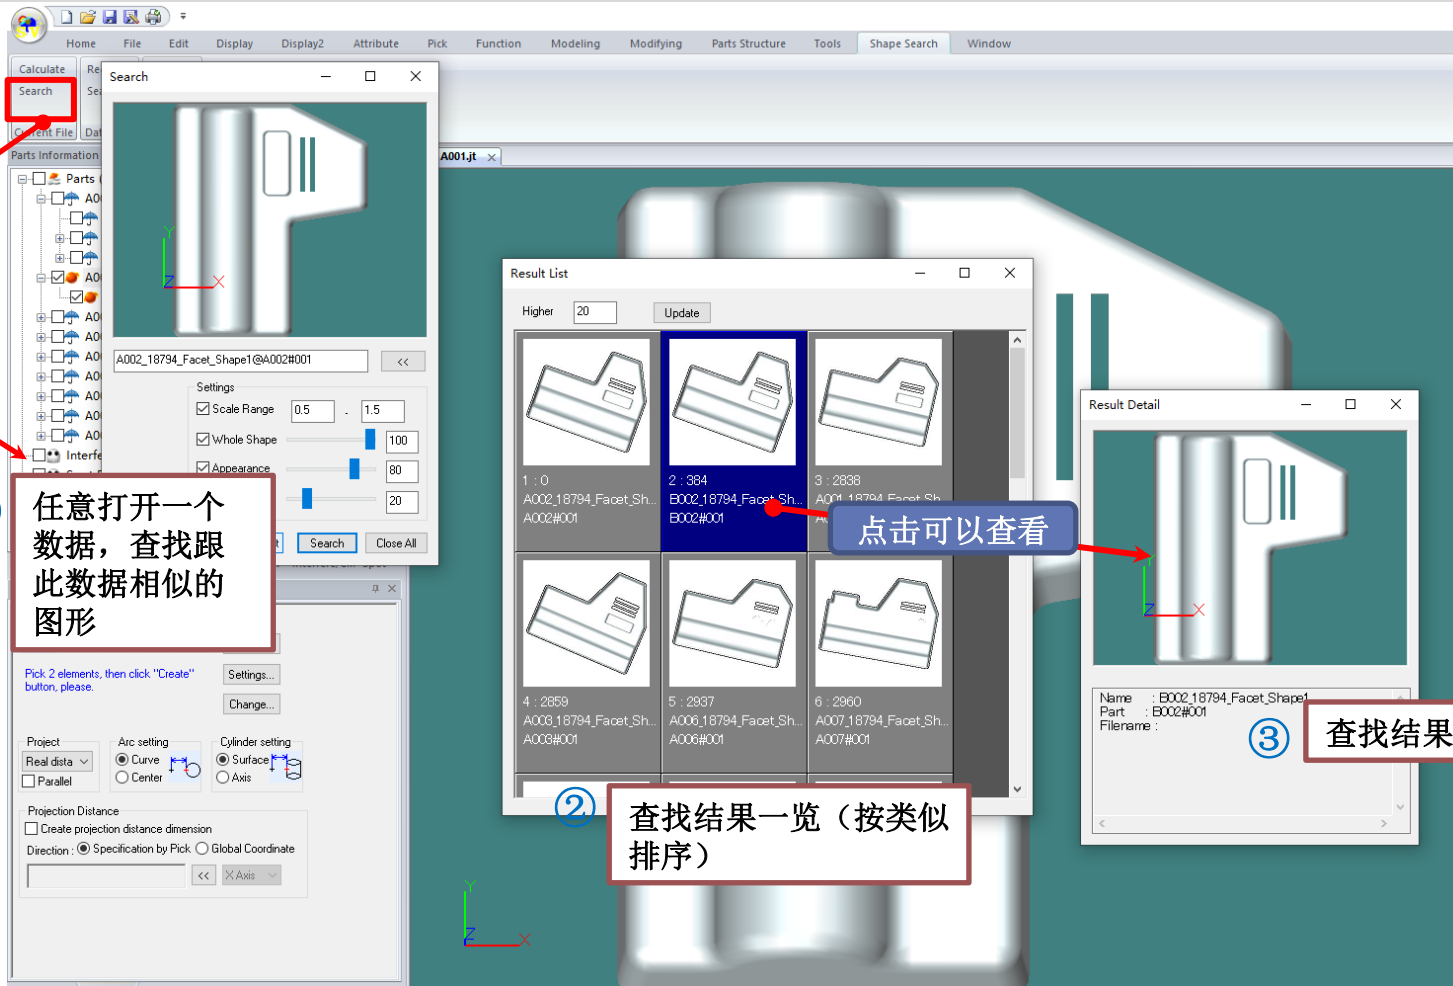 Home File Edit Display Display2 Attribute Pick Function Modeling Modifying Parts Structure Tools Shape Search Window
Calculate
Search
Current File
Parts Information
Parts
A001.jt
Search
A002_18794_Facet_Shape1@A002#001
<<
Settings
Scale Range 0.5 - 1.5
Whole Shape 100
Appearance 80
20
Search Close All
任意打开一个
数据，查找跟
此数据相似的
图形
Pick 2 elements, then click "Create"
button, please.
Settings...
Change...
Project
Real dista
Parallel
Arc setting
Curve
Center
Cylinder setting
Surface
Axis
Projection Distance
Create projection distance dimension
Direction : Specification by Pick Global Coordinate
<< X Axis
Result List
Higher 20 Update
1 : 0
A002_18794_Facet_Sh...
A002#001
2 : 384
B002_18794_Facet_Sh...
B002#001
3 : 2838
A001_18794_Facet_Sh
点击可以查看
4 : 2859
A003_18794_Facet_Sh...
A003#001
5 : 2937
A006_18794_Facet_Sh...
A006#001
6 : 2960
A007_18794_Facet_Sh...
A007#001
②
查找结果一览（按类似
排序）
Result Detail
Name : B002_18794_Facet_Shape1
Part : B002#001
Filename :
③
查找结果
Y
Z
X